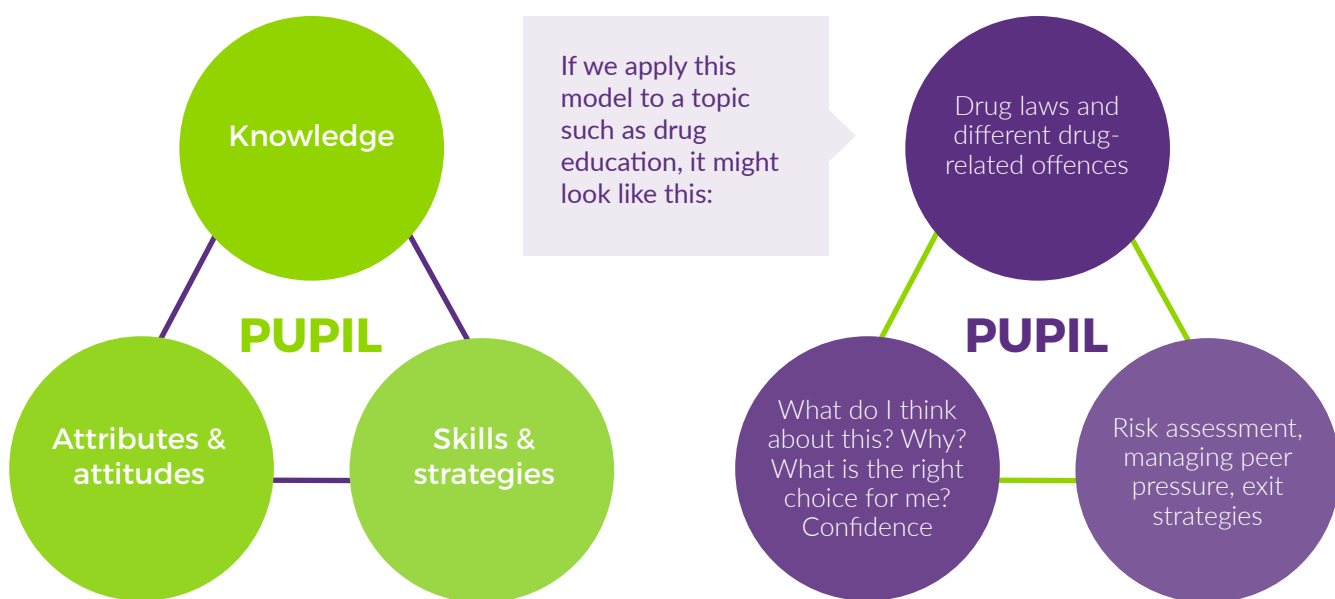 Knowledge
PUPIL
Attributes &
attitudes
Skills &
strategies
If we apply this
model to a topic
such as drug
education, it might
look like this:
Drug laws and
different drug-
related offences
PUPIL
What do I think
about this? Why?
What is the right
choice for me?
Confidence
Risk assessment,
managing peer
pressure, exit
strategies